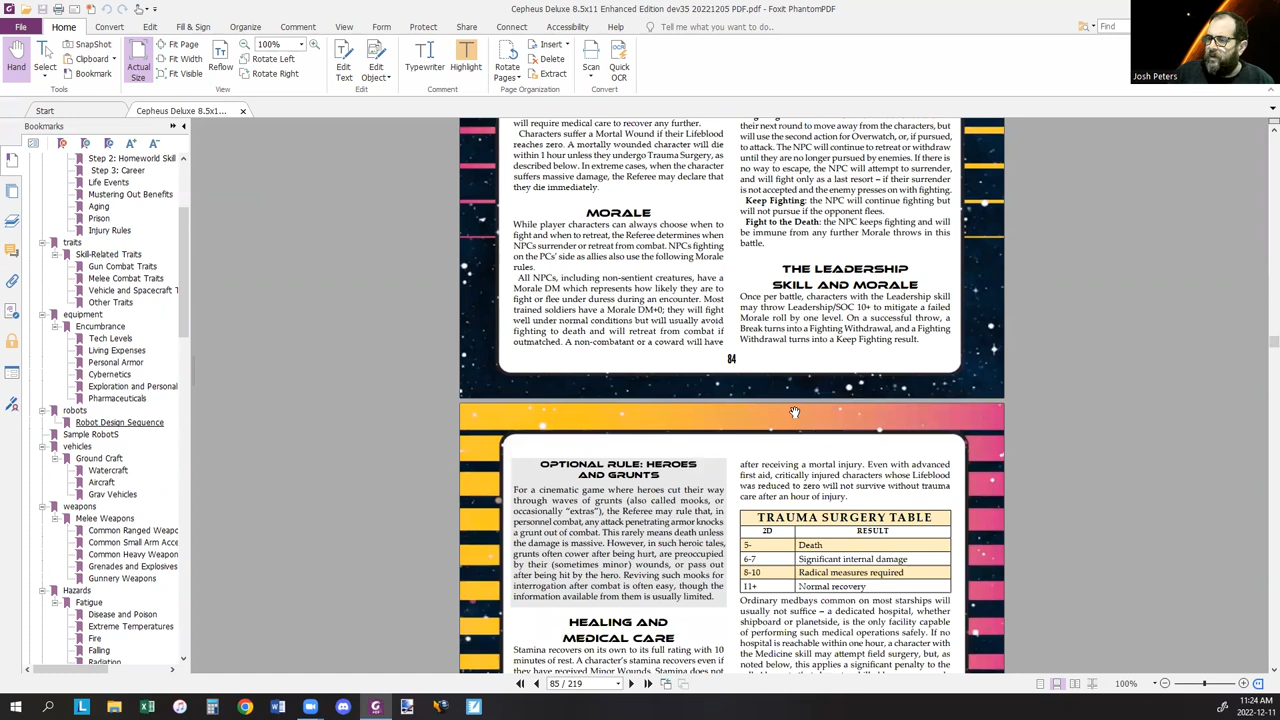 Cepheus Deluxe 8.5x11 Enhanced Edition dev35 20221205 PDF.pdf - Foxit PhantomPDF
File
Home
Convert
Edit
Fill & Sign
Organize
Comment
View
Form
Protect
Share
Connect
Accessibility
Help
Tell me what you want to do...
Find
Hand
Select
SnapShot
Clipboard
Bookmark
Tools
Actual
Size
Fit Page
Fit Width
Fit Visible
Reflow
100%
Rotate Left
Rotate Right
View
Edit
Text
Edit
Object
Edit
Typewriter
Highlight
Comment
Rotate
Pages
Insert
Delete
Extract
Page Organization
Scan
Quick
OCR
Convert
Josh Peters
Start
Cepheus Deluxe 8.5x11...
Bookmarks
Step 2: Homeworld Skil
Step 3: Career
Life Events
Mustering Out Benefits
Aging
Prison
Injury Rules
traits
Skill-Related Traits
Gun Combat Traits
Melee Combat Traits
Vehicle and Spacecraft T
Other Traits
equipment
Encumbrance
Tech Levels
Living Expenses
Personal Armor
Cybernetics
Exploration and Personal
Pharmaceuticals
robots
Robot Design Sequence
Sample RobotS
vehicles
Ground Craft
Watercraft
Aircraft
Grav Vehicles
weapons
Melee Weapons
Common Ranged Weapo
Common Small Arm Acce
Common Heavy Weapon
Grenades and Explosives
Gunnery Weapons
Hazards
Fatigue
Disease and Poison
Extreme Temperatures
Fire
Falling
Radiation
will require medical care to recover any further.
Characters suffer a Mortal Wound if their Lifeblood
reaches zero. A mortally wounded character will die
within 1 hour unless they undergo Trauma Surgery, as
described below. In extreme cases, when the character
suffers massive damage, the Referee may declare that
they die immediately.
MORALE
While player characters can always choose when to
fight and when to retreat, the Referee determines when
NPCs surrender or retreat from combat. NPCs fighting
on the PCs' side as allies also use the following Morale
rules.
All NPCs, including non-sentient creatures, have a
Morale DM which represents how likely they are to
fight or flee under duress during an encounter. Most
trained soldiers have a Morale DM+0; they will fight
well under normal conditions but will usually avoid
fighting to death and will retreat from combat if
outmatched. A non-combatant or a coward will have
their next round to move away from the characters, but
will use the second action for Overwatch, or, if pursued,
to attack. The NPC will continue to retreat or withdraw
until they are no longer pursued by enemies. If there is
no way to escape, the NPC will attempt to surrender,
and will fight only as a last resort – if their surrender
is not accepted and the enemy presses on with fighting.
Keep Fighting: the NPC will continue fighting but
will not pursue if the opponent flees.
Fight to the Death: the NPC keeps fighting and will
be immune from any further Morale throws in this
battle.
THE LEADERSHIP
SKILL AND MORALE
Once per battle, characters with the Leadership skill
may throw Leadership/SOC 10+ to mitigate a failed
Morale roll by one level. On a successful throw, a
Break turns into a Fighting Withdrawal, and a Fighting
Withdrawal turns into a Keep Fighting result.
84
OPTIONAL RULE: HEROES
AND GRUNTS
For a cinematic game where heroes cut their way
through waves of grunts (also called mooks, or
occasionally "extras"), the Referee may rule that, in
personnel combat, any attack penetrating armor knocks
a grunt out of combat. This rarely means death unless
the damage is massive. However, in such heroic tales,
grunts often cower after being hurt, are preoccupied
by their (sometimes minor) wounds, or pass out
after being hit by the hero. Reviving such mooks for
interrogation after combat is often easy, though the
information available from them is usually limited.
HEALING AND
MEDICAL CARE
Stamina recovers on its own to its full rating with 10
minutes of rest. A character's stamina recovers even if
they have received Minor Wounds. Stamina does not
after receiving a mortal injury. Even with advanced
first aid, critically injured characters whose Lifeblood
was reduced to zero will not survive without trauma
care after an hour of injury.
TRAUMA SURGERY TABLE
2D RESULT
5- Death
6-7 Significant internal damage
8-10 Radical measures required
11+ Normal recovery
Ordinary medbays common on most starships will
usually not suffice – a dedicated hospital, whether
shipboard or planetside, is the only facility capable
of performing such medical operations safely. If no
hospital is reachable within one hour, a character with
the Medicine skill may attempt field surgery, but, as
noted below, this applies a significant penalty to the
85 / 219
100%
11:24 AM
2022-12-11